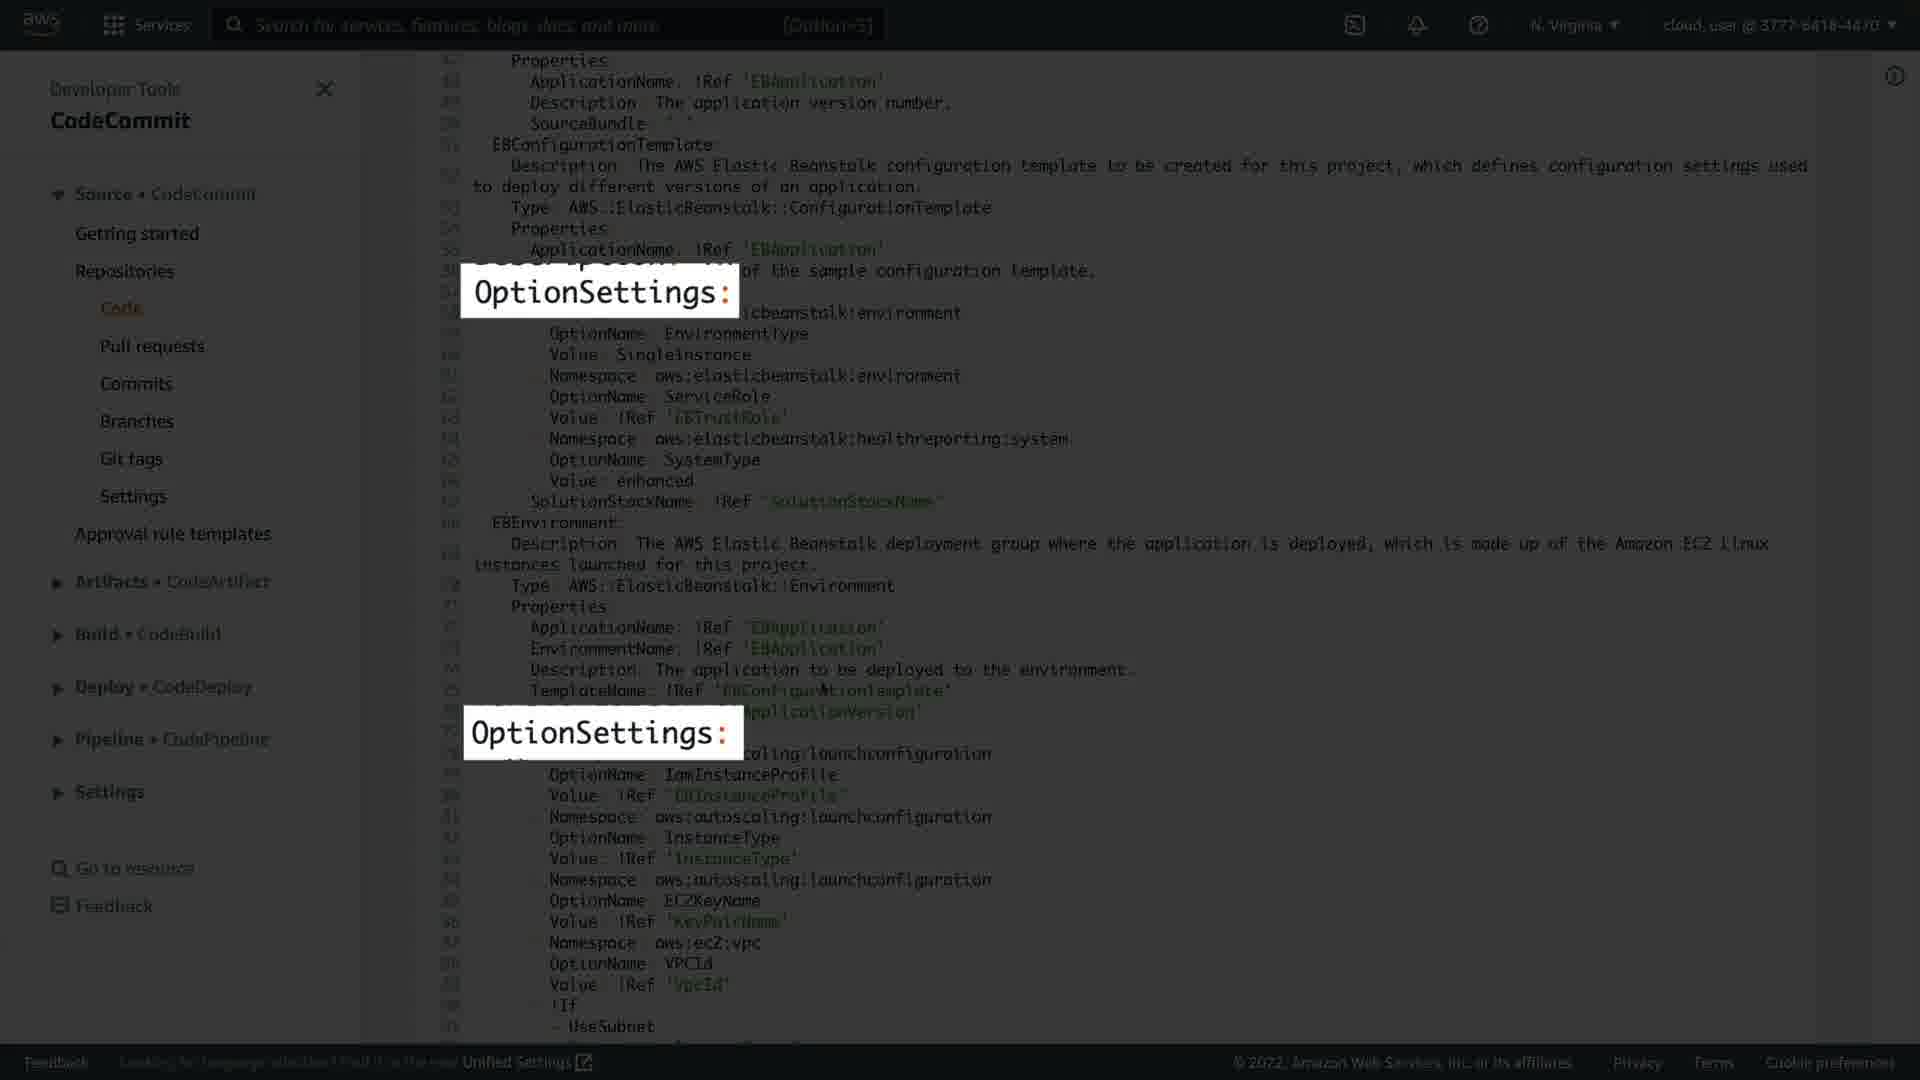 aws
Services
Search for services, features, blogs, docs, and more
[Option+S]
N. Virginia
cloud_user @ 3777-6418-4470
Developer Tools
CodeCommit
Source • CodeCommit
Getting started
Repositories
Code
Pull requests
Commits
Branches
Git tags
Settings
Approval rule templates
Artifacts • CodeArtifact
Build • CodeBuild
Deploy • CodeDeploy
Pipeline • CodePipeline
Settings
Go to resource
Feedback
Properties:
ApplicationName: !Ref 'EBApplication'
Description: The application version number.
SourceBundle: ' '
EBConfigurationTemplate:
Description: The AWS Elastic Beanstalk configuration template to be created for this project, which defines configuration settings used
to deploy different versions of an application.
Type: AWS::ElasticBeanstalk::ConfigurationTemplate
Properties:
ApplicationName: !Ref 'EBApplication'
of the sample configuration template.
OptionSettings:
icbeanstalk:environment
OptionName: EnvironmentType
Value: SingleInstance
- Namespace: aws:elasticbeanstalk:environment
OptionName: ServiceRole
Value: !Ref 'EBTrustRole'
- Namespace: aws:elasticbeanstalk:healthreporting:system
OptionName: SystemType
Value: enhanced
SolutionStackName: !Ref 'SolutionStackName'
EBEnvironment:
Description: The AWS Elastic Beanstalk deployment group where the application is deployed, which is made up of the Amazon EC2 Linux
instances launched for this project.
Type: AWS::ElasticBeanstalk::Environment
Properties:
ApplicationName: !Ref 'EBApplication'
EnvironmentName: !Ref 'EBApplication'
Description: The application to be deployed to the environment.
TemplateName: !Ref 'EBConfigurationTemplate'
ApplicationVersion'
OptionSettings:
caling:launchconfiguration
OptionName: IamInstanceProfile
Value: !Ref 'EBInstanceProfile'
- Namespace: aws:autoscaling:launchconfiguration
OptionName: InstanceType
Value: !Ref 'InstanceType'
- Namespace: aws:autoscaling:launchconfiguration
OptionName: EC2KeyName
Value: !Ref 'KeyPairName'
- Namespace: aws:ec2:vpc
OptionName: VPCId
Value: !Ref 'VpcId'
- !If
- UseSubnet
Feedback
Looking for language selection? Find it in the new Unified Settings
© 2022, Amazon Web Services, Inc. or its affiliates.
Privacy
Terms
Cookie preferences